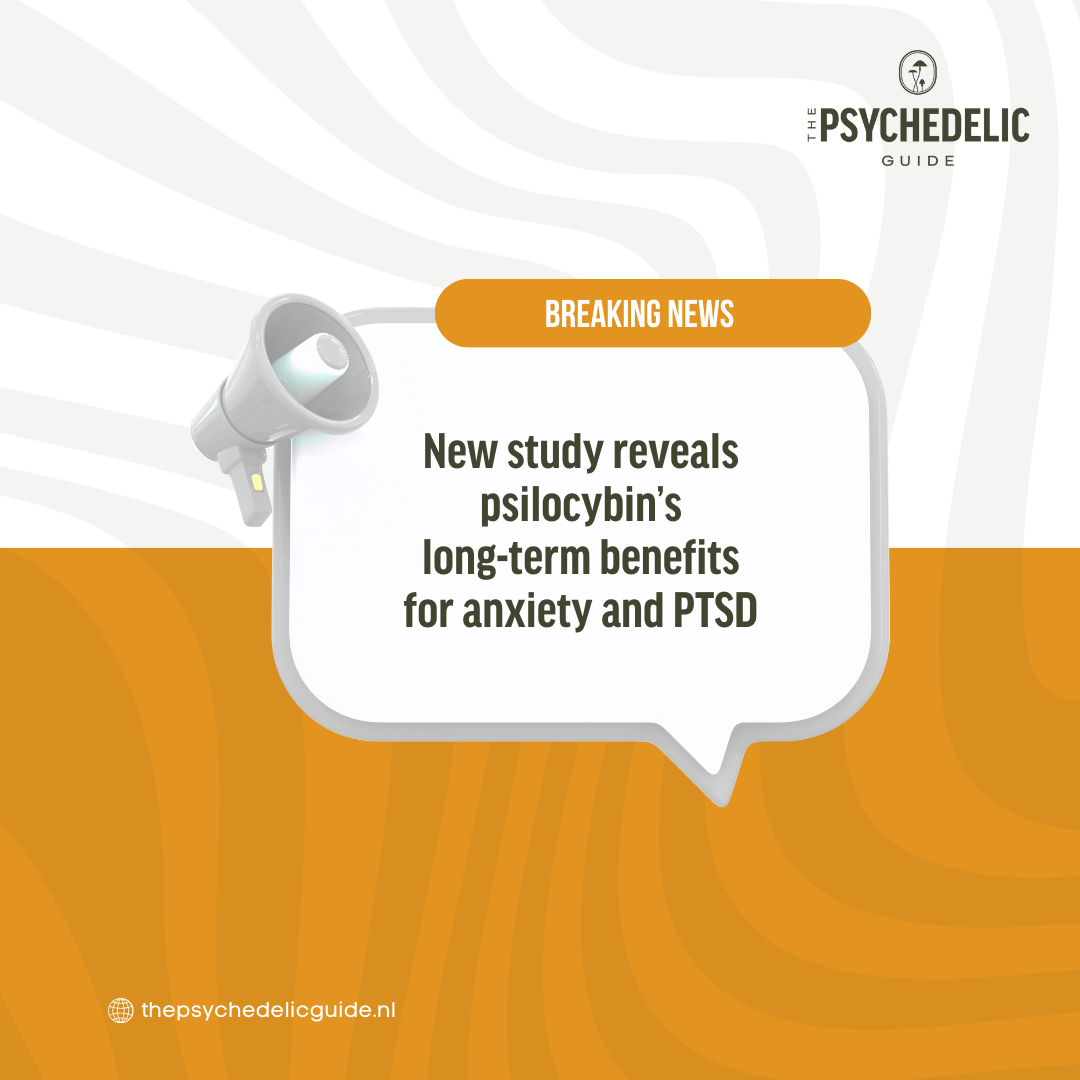 THE PSYCHEDELIC
GUIDE
BREAKING NEWS
New study reveals
psilocybin’s
long-term benefits
for anxiety and PTSD
thepsychedelicguide.nl